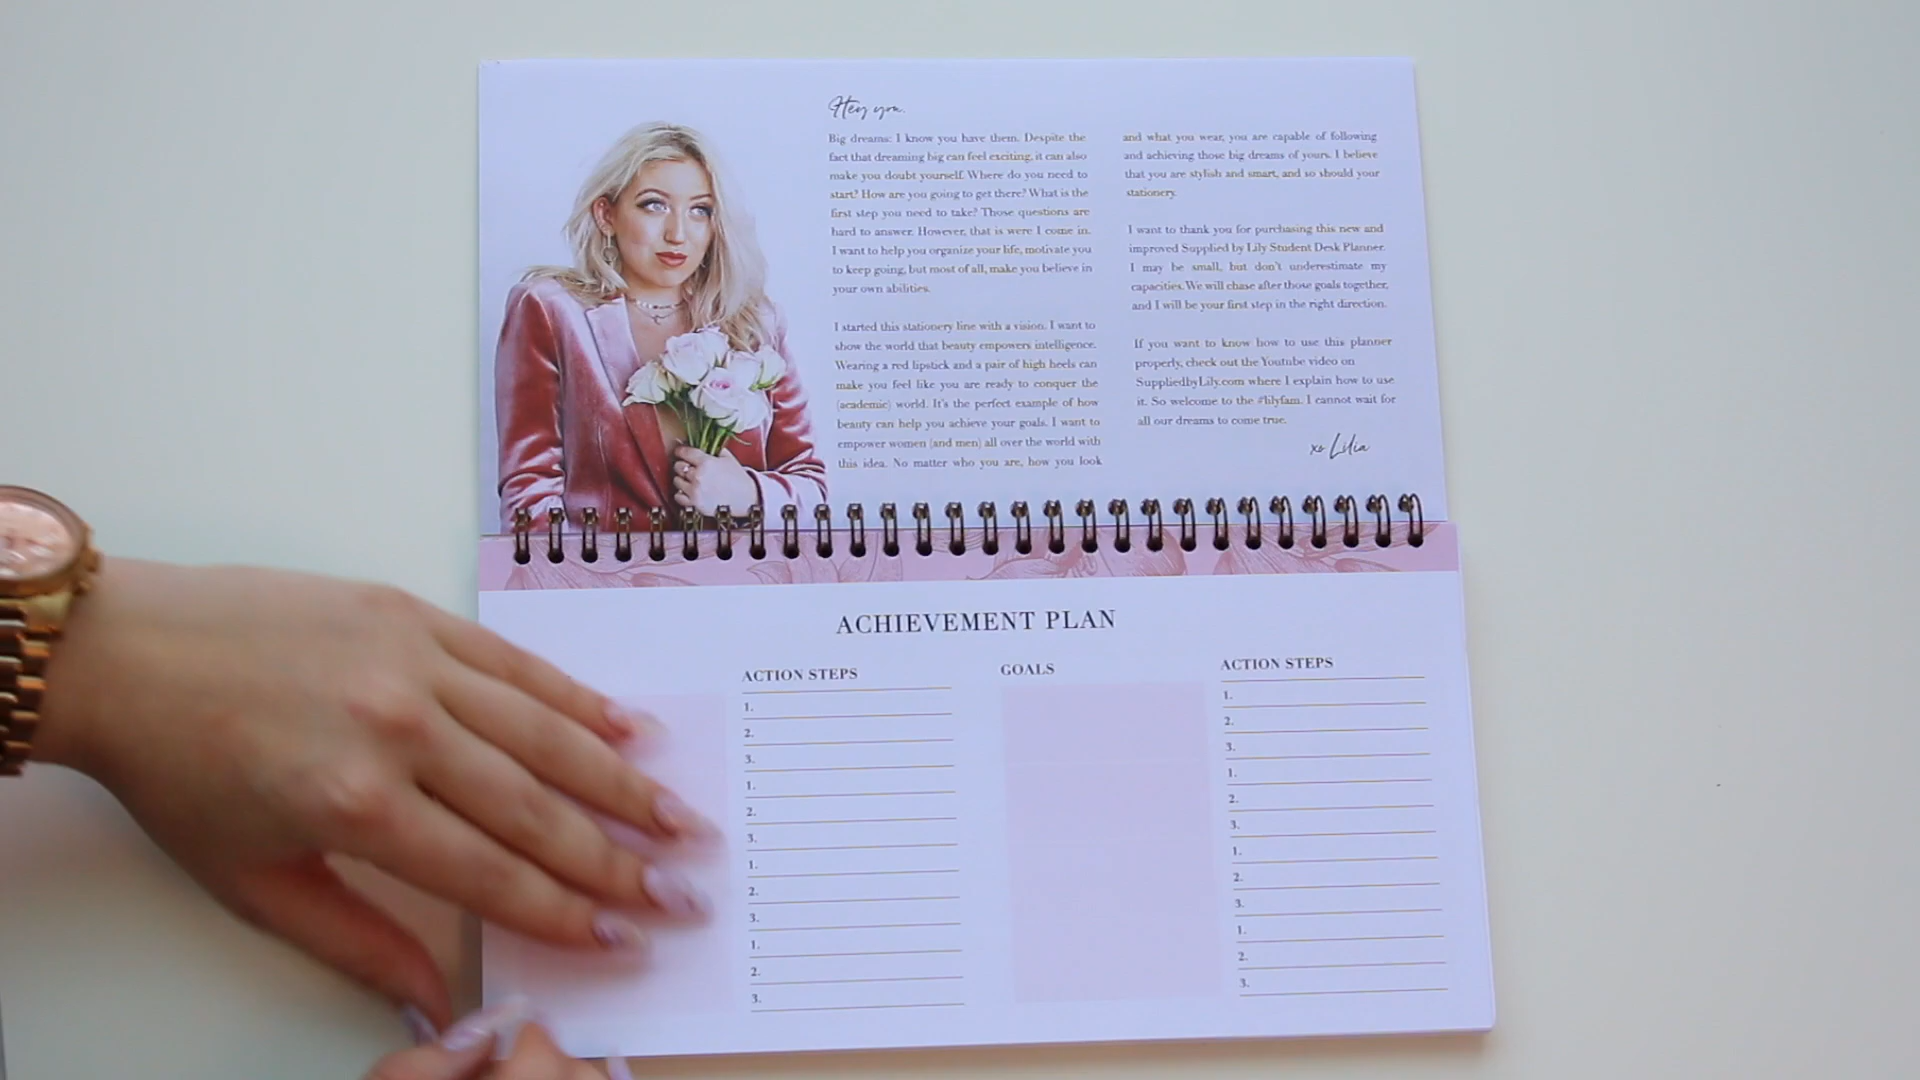 Hey you.
Big dreams: I know you have them. Despite the
fact that dreaming big can feel exciting, it can also
make you doubt yourself. Where do you need to
start? How are you going to get there? What is the
first step you need to take? Those questions are
hard to answer. However, that is were I come in.
I want to help you organize your life, motivate you
to keep going, but most of all, make you believe in
your own abilities.
I started this stationery line with a vision. I want to
show the world that beauty empowers intelligence.
Wearing a red lipstick and a pair of high heels can
make you feel like you are ready to conquer the
(academic) world. It's the perfect example of how
beauty can help you achieve your goals. I want to
empower women (and men) all over the world with
this idea. No matter who you are, how you look
and what you wear, you are capable of following
and achieving those big dreams of yours. I believe
that you are stylish and smart, and so should your
stationery.
I want to thank you for purchasing this new and
improved Supplied by Lily Student Desk Planner.
I may be small, but don't underestimate my
capacities. We will chase after those goals together,
and I will be your first step in the right direction.
If you want to know how to use this planner
properly, check out the Youtube video on
SuppliedbyLily.com where I explain how to use
it. So welcome to the #lilyfam. I cannot wait for
all our dreams to come true.
xo Lilia
ACHIEVEMENT PLAN
ACTION STEPS
1.
2.
3.
1.
2.
3.
1.
2.
3.
1.
2.
3.
GOALS
ACTION STEPS
1.
2.
3.
1.
2.
3.
1.
2.
3.
1.
2.
3.